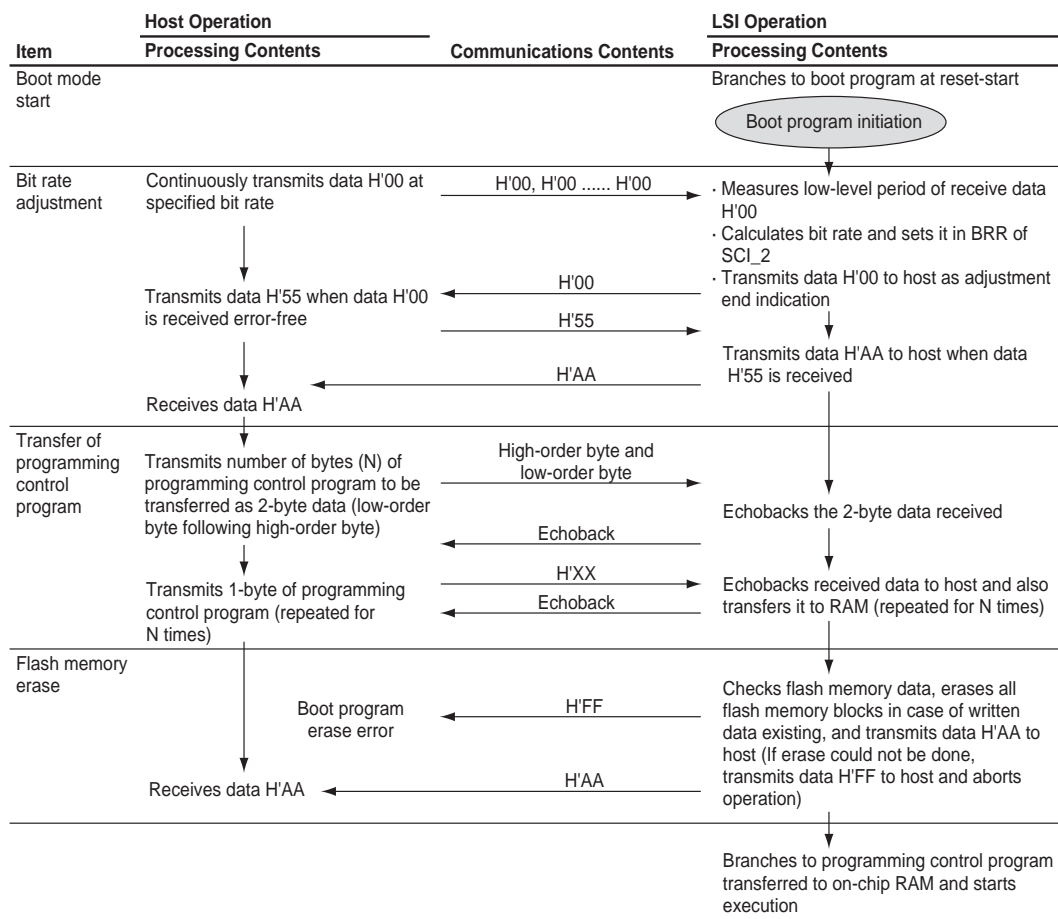 Host Operation
LSI Operation
Item
Processing Contents
Communications Contents
Processing Contents
Boot mode
start
Branches to boot program at reset-start
Boot program initiation
Bit rate
adjustment
Continuously transmits data H'00 at
specified bit rate
H'00, H'00 ...... H'00
· Measures low-level period of receive data
H'00
· Calculates bit rate and sets it in BRR of
SCI_2
· Transmits data H'00 to host as adjustment
end indication
H'00
Transmits data H'55 when data H'00
is received error-free
H'55
Transmits data H'AA to host when data
H'55 is received
H'AA
Receives data H'AA
Transfer of
programming
control
program
Transmits number of bytes (N) of
programming control program to be
transferred as 2-byte data (low-order
byte following high-order byte)
High-order byte and
low-order byte
Echobacks the 2-byte data received
Echoback
Transmits 1-byte of programming
control program (repeated for
N times)
H'XX
Echoback
Echobacks received data to host and also
transfers it to RAM (repeated for N times)
Flash memory
erase
Boot program
erase error
H'FF
Checks flash memory data, erases all
flash memory blocks in case of written
data existing, and transmits data H'AA to
host (If erase could not be done,
transmits data H'FF to host and aborts
operation)
Receives data H'AA
H'AA
Branches to programming control program
transferred to on-chip RAM and starts
execution